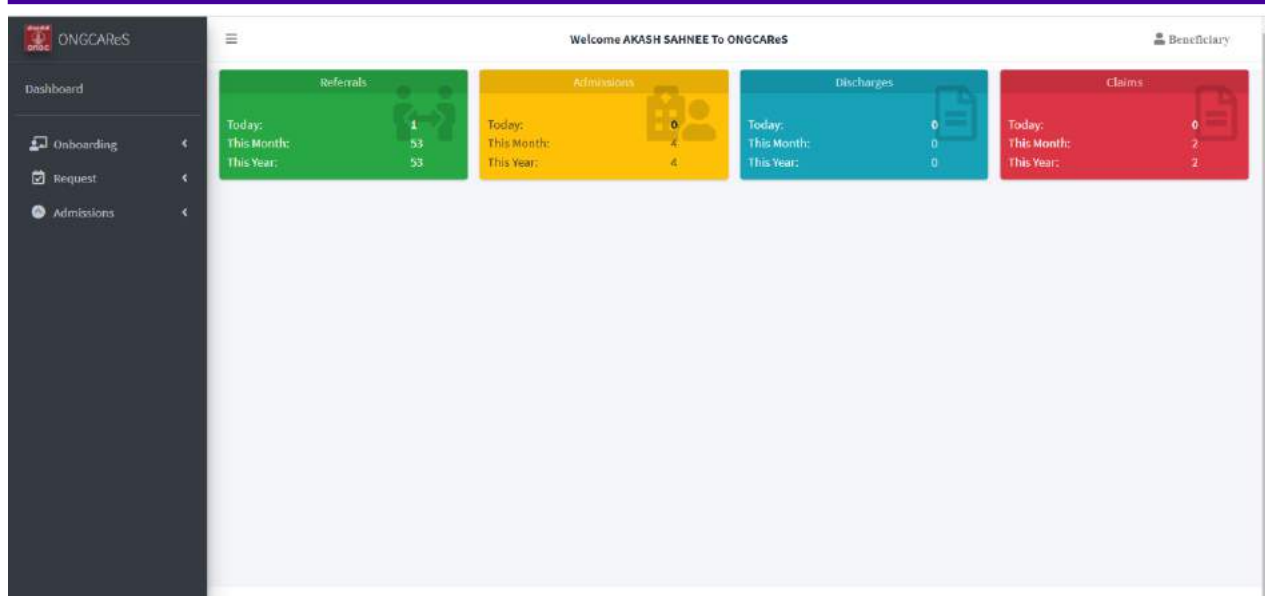 ONGCAReS
Welcome AKASH SAHNEE To ONGCAReS
Beneficiary
Dashboard
Onboarding
Request
Admissions
Referrals
Today: 1
This Month: 53
This Year: 53
Admissions
Today: 0
This Month: 4
This Year: 4
Discharges
Today: 0
This Month: 0
This Year: 0
Claims
Today: 0
This Month: 2
This Year: 2